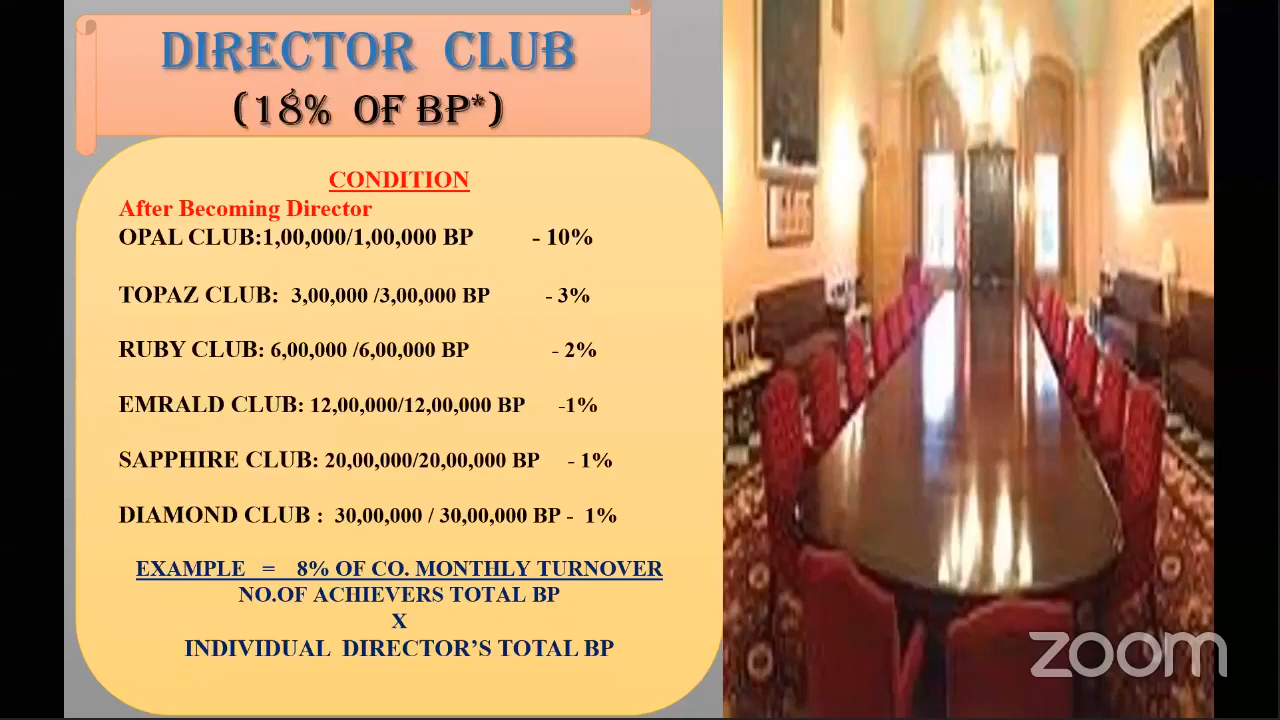 DIRECTOR CLUB
(18% OF BP*)
CONDITION
After Becoming Director
OPAL CLUB:1,00,000/1,00,000 BP - 10%
TOPAZ CLUB: 3,00,000 /3,00,000 BP - 3%
RUBY CLUB: 6,00,000 /6,00,000 BP - 2%
EMRALD CLUB: 12,00,000/12,00,000 BP -1%
SAPPHIRE CLUB: 20,00,000/20,00,000 BP - 1%
DIAMOND CLUB : 30,00,000 / 30,00,000 BP - 1%
EXAMPLE = 8% OF CO. MONTHLY TURNOVER
NO.OF ACHIEVERS TOTAL BP
X
INDIVIDUAL DIRECTOR'S TOTAL BP
zoom